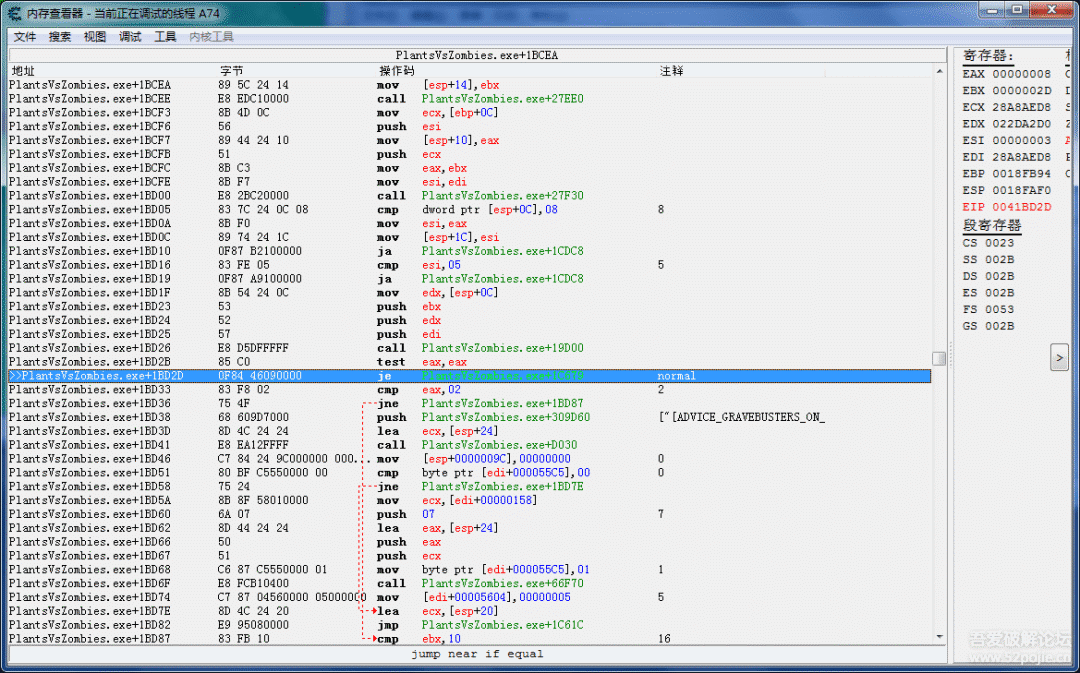 内存查看器 - 当前正在调试的线程 A74
文件 搜索 视图 调试 工具 内核工具
PlantsVsZombies.exe+1BCEA
地址 字节 操作码 注释
PlantsVsZombies.exe+1BCEA 89 5C 24 14 mov [esp+14],ebx
PlantsVsZombies.exe+1BCEE E8 EDC10000 call PlantsVsZombies.exe+27EE0
PlantsVsZombies.exe+1BCF3 8B 4D 0C mov ecx,[ebp+0C]
PlantsVsZombies.exe+1BCF6 56 push esi
PlantsVsZombies.exe+1BCF7 89 44 24 10 mov [esp+10],eax
PlantsVsZombies.exe+1BCFB 51 push ecx
PlantsVsZombies.exe+1BCFC 8B C3 mov eax,ebx
PlantsVsZombies.exe+1BCFE 8B F7 mov esi,edi
PlantsVsZombies.exe+1BD00 E8 2BC20000 call PlantsVsZombies.exe+27F30
PlantsVsZombies.exe+1BD05 83 7C 24 0C 08 cmp dword ptr [esp+0C],08 8
PlantsVsZombies.exe+1BD0A 8B F0 mov esi,eax
PlantsVsZombies.exe+1BD0C 89 74 24 1C mov [esp+1C],esi
PlantsVsZombies.exe+1BD10 0F87 B2100000 ja PlantsVsZombies.exe+1CDC8
PlantsVsZombies.exe+1BD16 83 FE 05 cmp esi,05 5
PlantsVsZombies.exe+1BD19 0F87 A9100000 ja PlantsVsZombies.exe+1CDC8
PlantsVsZombies.exe+1BD1F 8B 54 24 0C mov edx,[esp+0C]
PlantsVsZombies.exe+1BD23 53 push ebx
PlantsVsZombies.exe+1BD24 52 push edx
PlantsVsZombies.exe+1BD25 57 push edi
PlantsVsZombies.exe+1BD26 E8 D5DFFFFF call PlantsVsZombies.exe+19D00
PlantsVsZombies.exe+1BD2B 85 C0 test eax,eax
>>PlantsVsZombies.exe+1BD2D 0F84 46090000 je normal
PlantsVsZombies.exe+1BD33 83 F8 02 cmp eax,02 2
PlantsVsZombies.exe+1BD36 75 4F jne PlantsVsZombies.exe+1BD87
PlantsVsZombies.exe+1BD38 68 609D7000 push PlantsVsZombies.exe+309D60 ["[ADVICE_GRAVEBUSTERS_ON_
PlantsVsZombies.exe+1BD3D 8D 4C 24 24 lea ecx,[esp+24]
PlantsVsZombies.exe+1BD41 E8 EA12FFFF call PlantsVsZombies.exe+D030
PlantsVsZombies.exe+1BD46 C7 84 24 9C000000 000... mov [esp+0000009C],00000000 0
PlantsVsZombies.exe+1BD51 80 BF C5550000 00 cmp byte ptr [edi+000055C5],00 0
PlantsVsZombies.exe+1BD58 75 24 jne PlantsVsZombies.exe+1BD7E
PlantsVsZombies.exe+1BD5A 8B 8F 58010000 mov ecx,[edi+00000158]
PlantsVsZombies.exe+1BD60 6A 07 push 07 7
PlantsVsZombies.exe+1BD62 8D 44 24 24 lea eax,[esp+24]
PlantsVsZombies.exe+1BD66 50 push eax
PlantsVsZombies.exe+1BD67 51 push ecx
PlantsVsZombies.exe+1BD68 C6 87 C5550000 01 mov byte ptr [edi+000055C5],01 1
PlantsVsZombies.exe+1BD6F E8 FCB10400 call PlantsVsZombies.exe+66F70
PlantsVsZombies.exe+1BD74 C7 87 04560000 05000000 mov [edi+00005604],00000005 5
PlantsVsZombies.exe+1BD7E 8D 4C 24 20 lea ecx,[esp+20]
PlantsVsZombies.exe+1BD82 E9 95080000 jmp PlantsVsZombies.exe+1C61C
PlantsVsZombies.exe+1BD87 83 FB 10 cmp ebx,10 16
jump near if equal
寄存器:
EAX 00000008
EBX 0000002D
ECX 28A8AED8
EDX 022DA2D0
ESI 00000003
EDI 28A8AED8
EBP 0018FB94
ESP 0018FAF0
EIP 0041BD2D
段寄存器
CS 0023
SS 002B
DS 002B
ES 002B
FS 0053
GS 002B
>
吾爱破解论坛
www.52pojie.cn